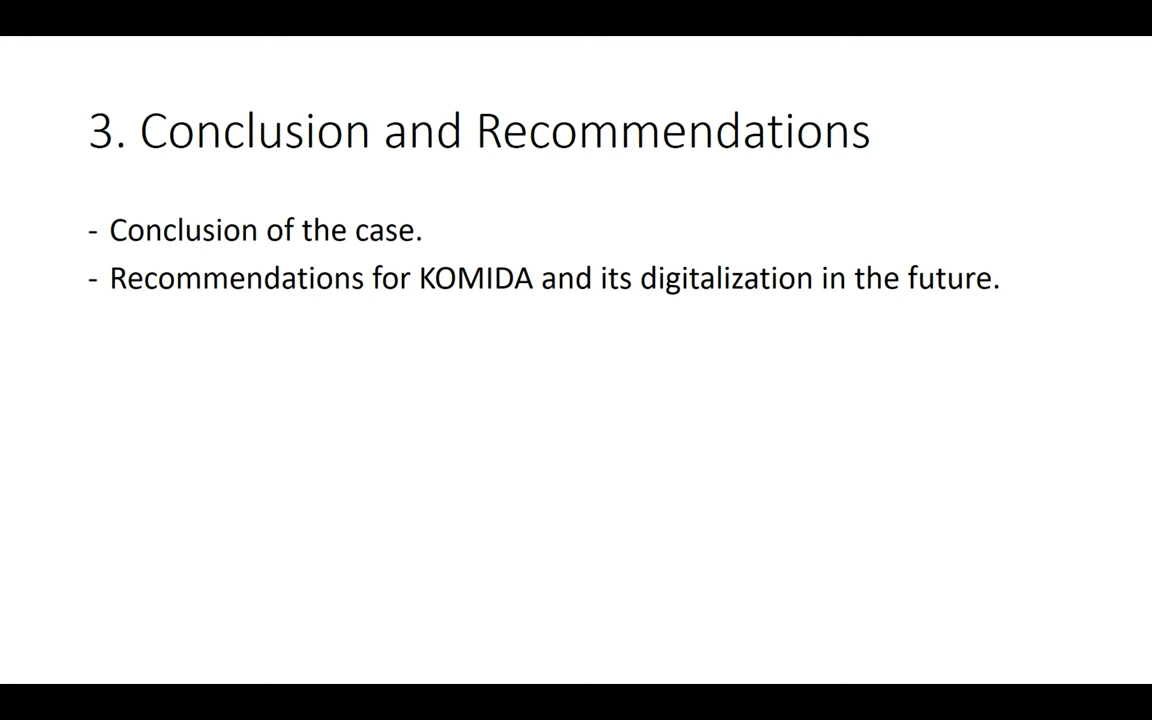 3. Conclusion and Recommendations
- Conclusion of the case.
- Recommendations for KOMIDA and its digitalization in the future.